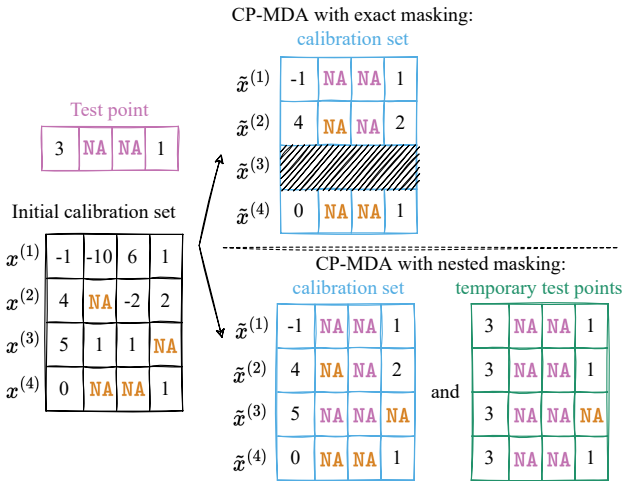 CP-MDA with exact masking:
calibration set
x̃⁽¹⁾ -1 NA NA 1
x̃⁽²⁾ 4 NA NA 2
x̃⁽³⁾
x̃⁽⁴⁾ 0 NA NA 1
Test point
3 NA NA 1
Initial calibration set
x⁽¹⁾ -1 -10 6 1
x⁽²⁾ 4 NA -2 2
x⁽³⁾ 5 1 1 NA
x⁽⁴⁾ 0 NA NA 1
CP-MDA with nested masking:
calibration set
x̃⁽¹⁾ -1 NA NA 1
x̃⁽²⁾ 4 NA NA 2
x̃⁽³⁾ 5 NA NA NA
x̃⁽⁴⁾ 0 NA NA 1
and
temporary test points
3 NA NA 1
3 NA NA 1
3 NA NA NA
3 NA NA 1